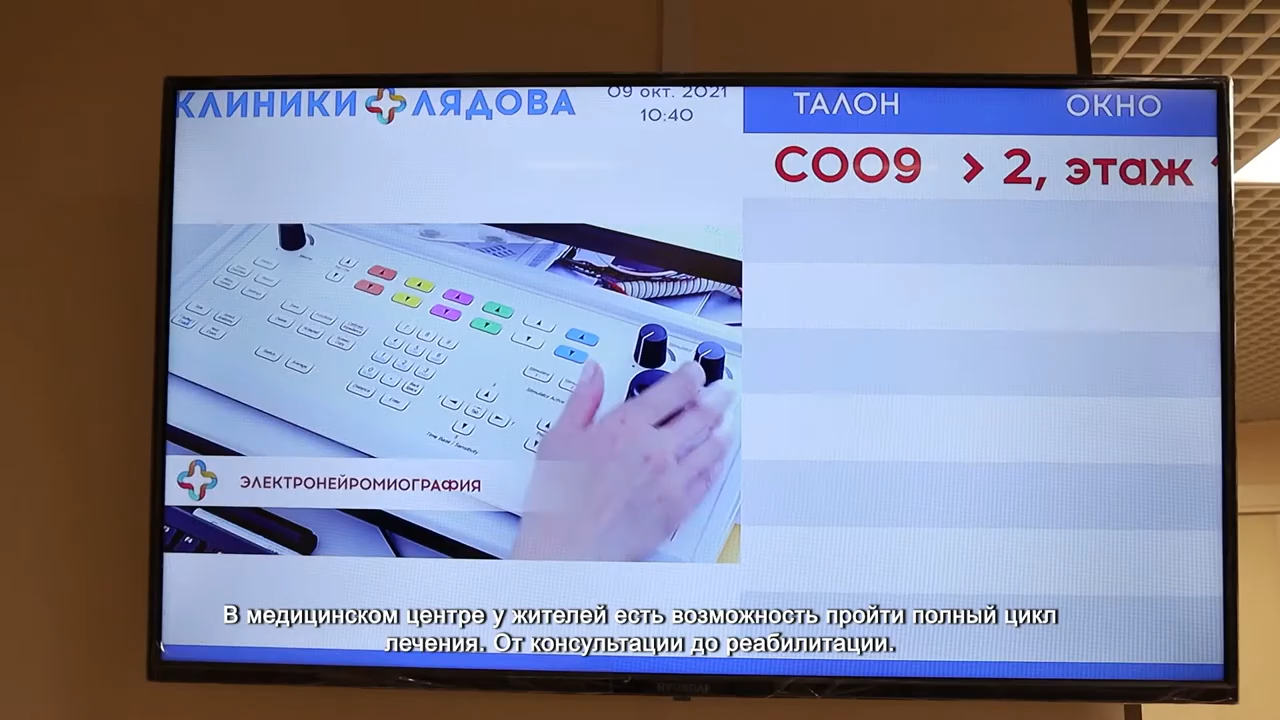 КЛИНИКИ ЛЯДОВА
09 окт. 2021
10:40
ТАЛОН ОКНО
С009 > 2, этаж
ЭЛЕКТРОНЕЙРОМИОГРАФИЯ
В медицинском центре у жителей есть возможность пройти полный цикл
лечения. От консультации до реабилитации.
HYUNDAI